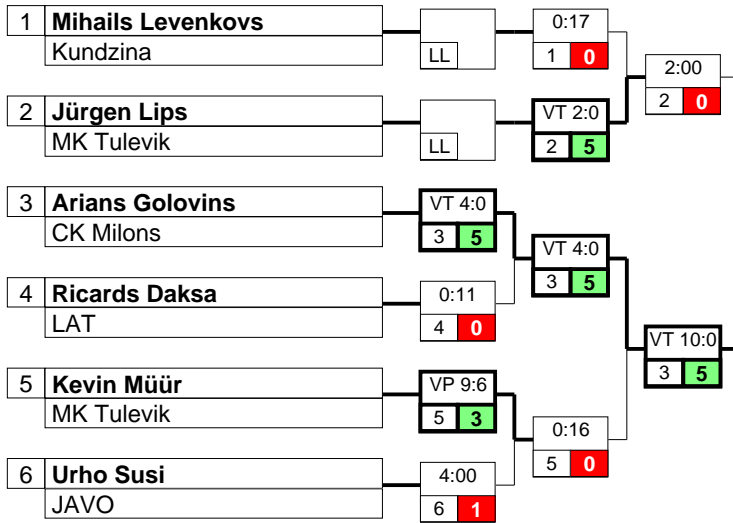 1 Mihails Levenkovs
Kundzina
LL
0:17
1 0
2:00
2 0
2 Jürgen Lips
MK Tulevik
LL
VT 2:0
2 5
3 Arians Golovins
CK Milons
VT 4:0
3 5
VT 4:0
3 5
4 Ricards Daksa
LAT
0:11
4 0
VT 10:0
3 5
5 Kevin Müür
MK Tulevik
VP 9:6
5 3
0:16
5 0
6 Urho Susi
JAVO
4:00
6 1